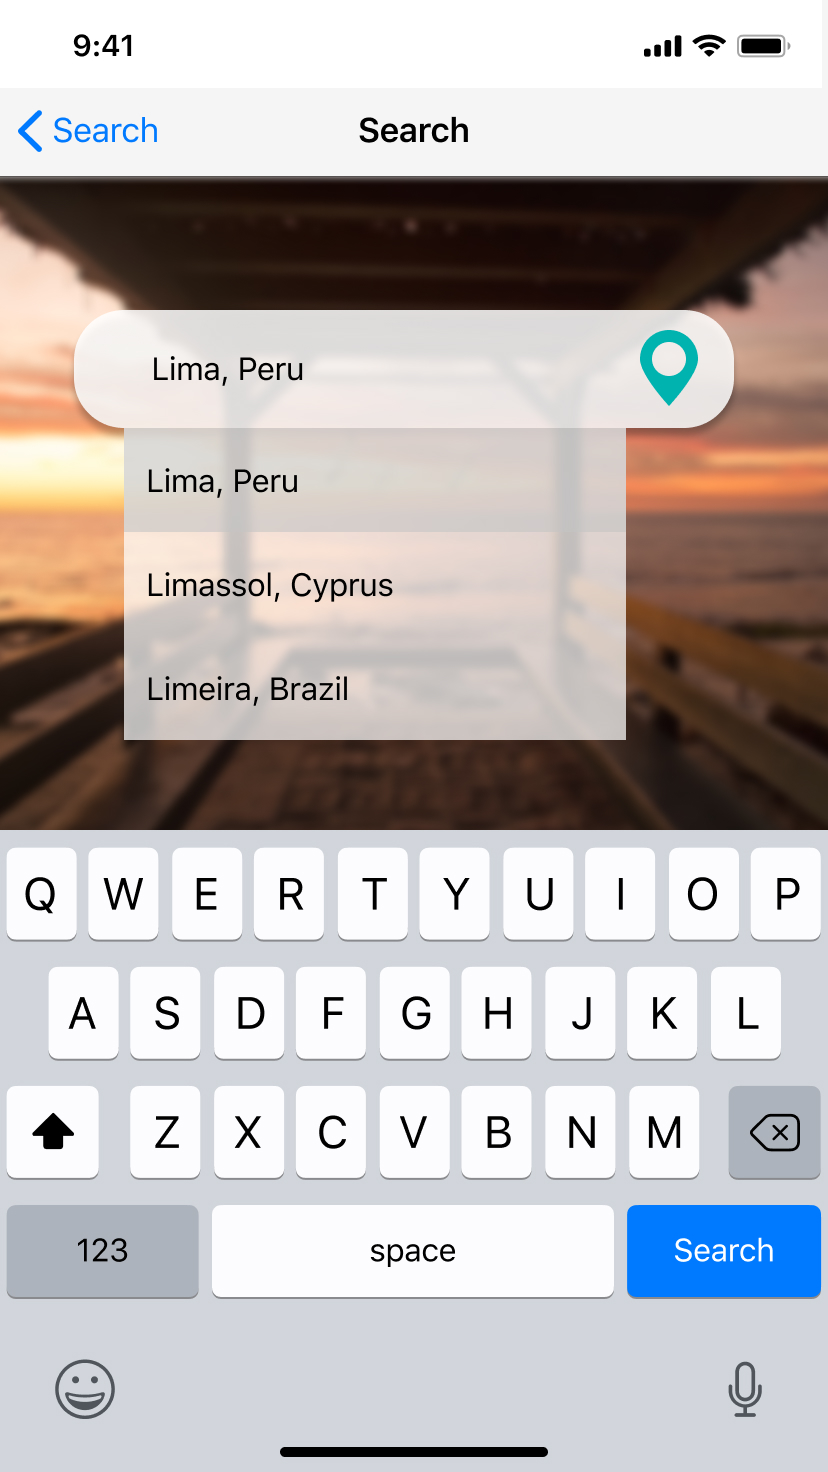 9:41
Search Search
Lima, Peru
Lima, Peru
Limassol, Cyprus
Limeira, Brazil
Q W E R T Y U I O P
A S D F G H J K L
Z X C V B N M
123 space Search